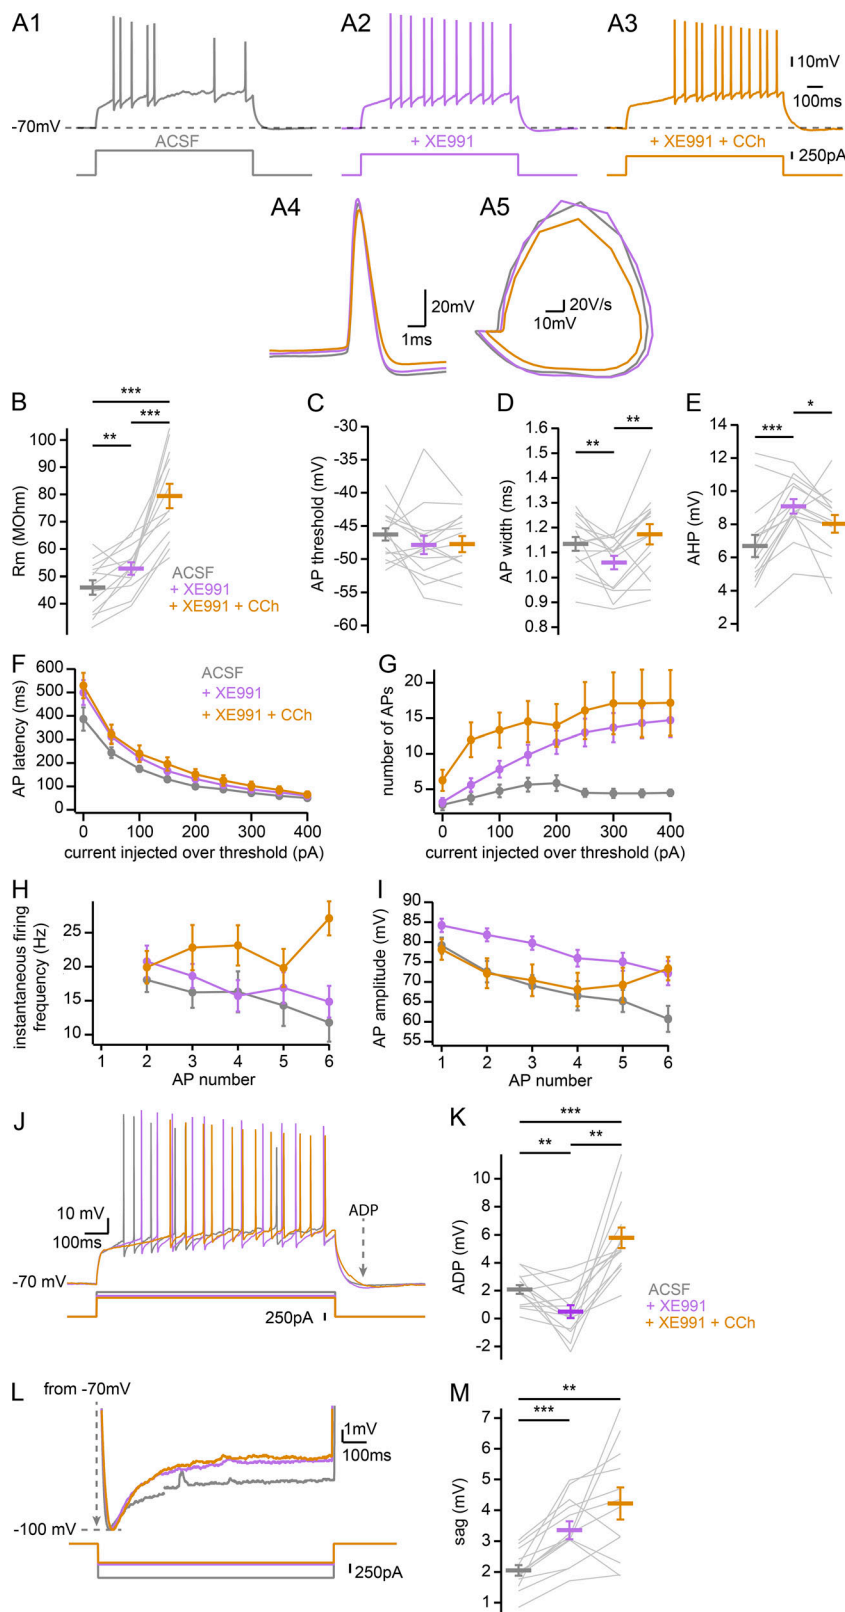 A1
A2
A3
10mV
100ms
-70mV
ACSF
+ XE991
+ XE991 + CCh
250pA
A4
A5
20mV
1ms
20V/s
10mV
B
***
***
**
Rm (MOhm)
100
90
80
70
60
50
40
ACSF
+ XE991
+ XE991 + CCh
C
AP threshold (mV)
-30
-35
-40
-45
-50
-55
-60
D
**
**
AP width (ms)
1.6
1.5
1.4
1.3
1.2
1.1
1.0
0.9
0.8
E
*
***
AHP (mV)
14
12
10
8
6
4
2
F
AP latency (ms)
600
500
400
300
200
100
0
ACSF
+ XE991
+ XE991 + CCh
0 100 200 300 400
current injected over threshold (pA)
G
number of APs
20
15
10
5
0 100 200 300 400
current injected over threshold (pA)
H
instantaneous firing
frequency (Hz)
25
20
15
10
1 2 3 4 5 6
AP number
I
AP amplitude (mV)
90
85
80
75
70
65
60
55
1 2 3 4 5 6
AP number
J
10 mV
100ms
ADP
-70 mV
250pA
K
***
** **
ADP (mV)
10
8
6
4
2
0
-2
ACSF
+ XE991
+ XE991 + CCh
L
from -70mV
1mV
100ms
-100 mV
250pA
M
**
***
sag (mV)
7
6
5
4
3
2
1